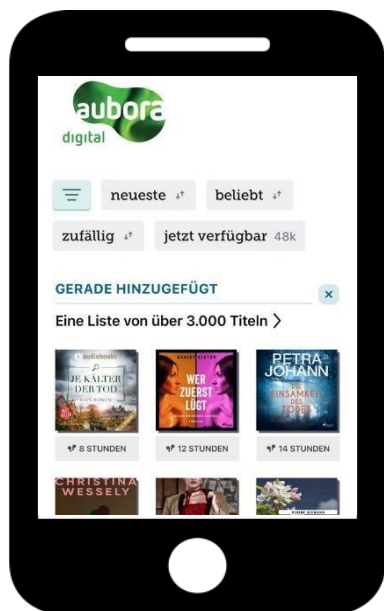 aubora
digital
neueste
beliebt
zufällig
jetzt verfügbar 48k
GERADE HINZUGEFÜGT
Eine Liste von über 3.000 Titeln
audiobooks
JE KÄLTER
DER TOD
WER
ZUERST
LÜGT
PETRA
JOHANN
DIE
EINSAMKEIT
DES
TODES
8 STUNDEN
12 STUNDEN
14 STUNDEN
CHRISTINA
WESSELY